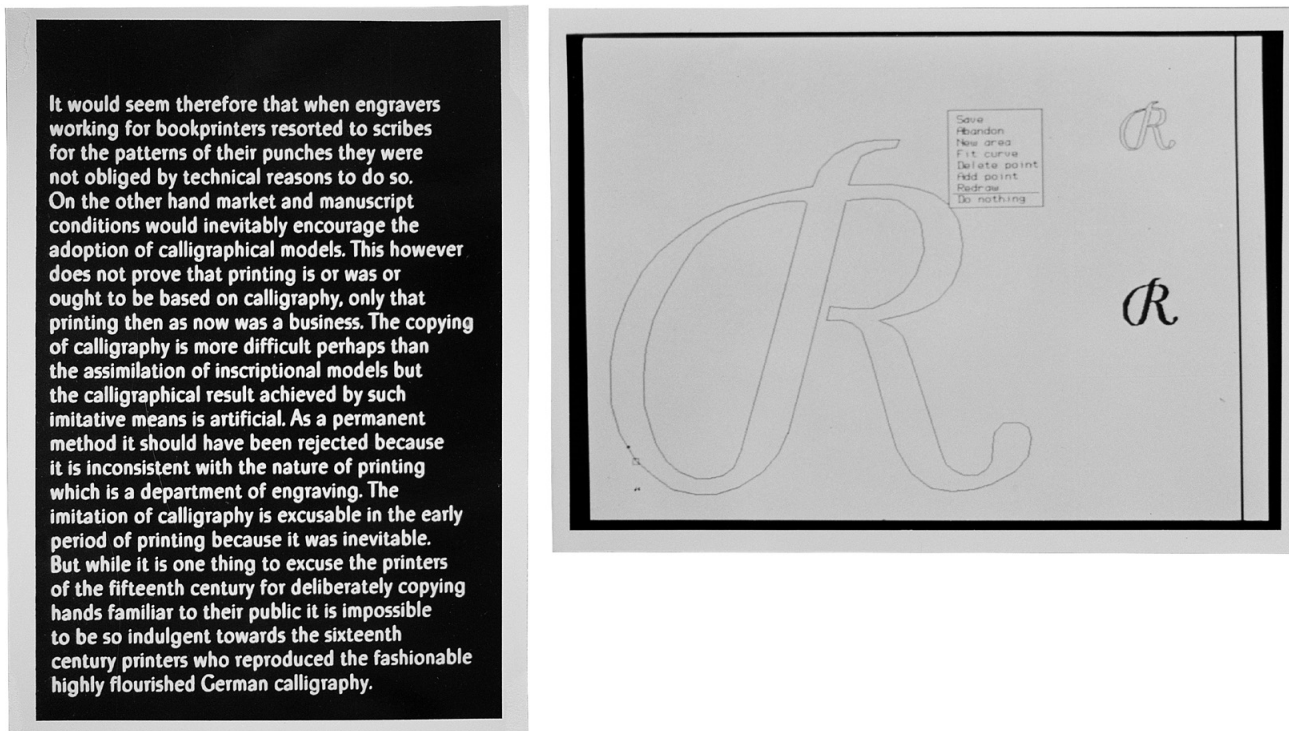 It would seem therefore that when engravers
working for bookprinters resorted to scribes
for the patterns of their punches they were
not obliged by technical reasons to do so.
On the other hand market and manuscript
conditions would inevitably encourage the
adoption of calligraphical models. This however
does not prove that printing is or was or
ought to be based on calligraphy, only that
printing then as now was a business. The copying
of calligraphy is more difficult perhaps than
the assimilation of inscriptional models but
the calligraphical result achieved by such
imitative means is artificial. As a permanent
method it should have been rejected because
it is inconsistent with the nature of printing
which is a department of engraving. The
imitation of calligraphy is excusable in the early
period of printing because it was inevitable.
But while it is one thing to excuse the printers
of the fifteenth century for deliberately copying
hands familiar to their public it is impossible
to be so indulgent towards the sixteenth
century printers who reproduced the fashionable
highly flourished German calligraphy.
R
Save
Abandon
New area
Fit curve
Delete point
Add point
Redraw
Do nothing
R
R